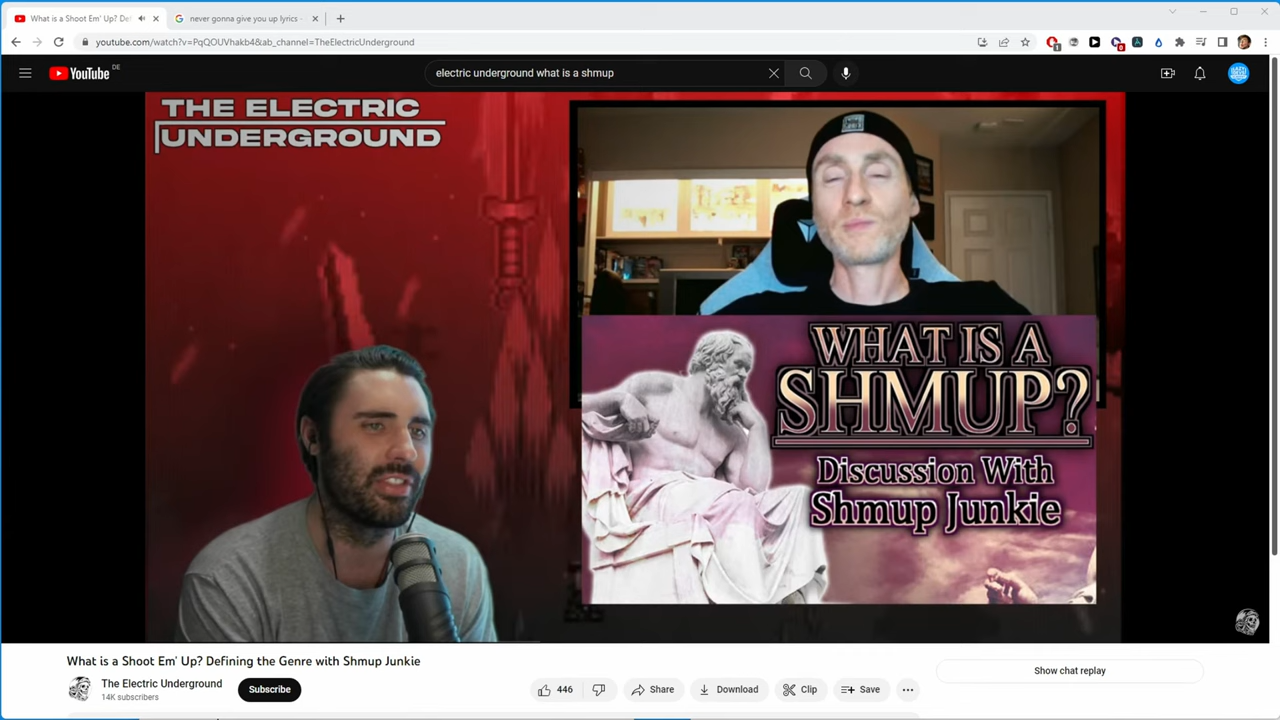 What is a Shoot Em' Up? Def
never gonna give you up lyrics -
youtube.com/watch?v=PqQOUVhakb4&ab_channel=TheElectricUnderground
YouTube DE
electric underground what is a shmup
THE ELECTRIC
UNDERGROUND
WHAT IS A
SHMUP?
Discussion With
Shmup Junkie
What is a Shoot Em' Up? Defining the Genre with Shmup Junkie
Show chat replay
The Electric Underground
14K subscribers
Subscribe
446
Share
Download
Clip
Save